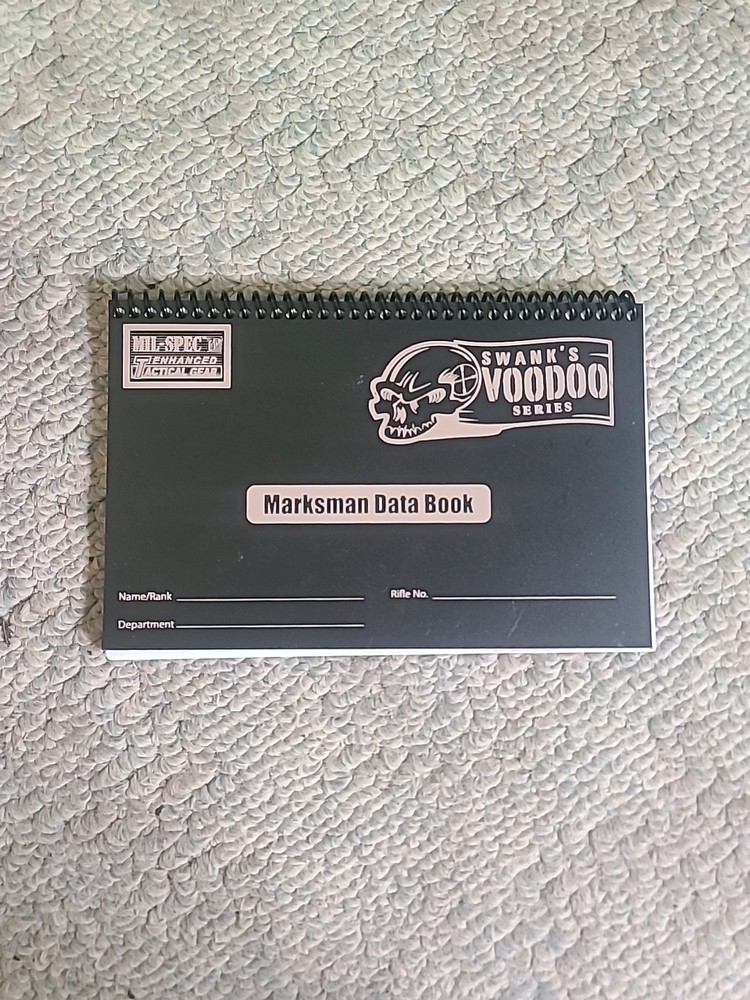 MIL-SPEC
ENHANCED
TACTICAL GEAR
SWANK'S
VOODOO
SERIES
Marksman Data Book
Name/Rank
Rifle No.
Department